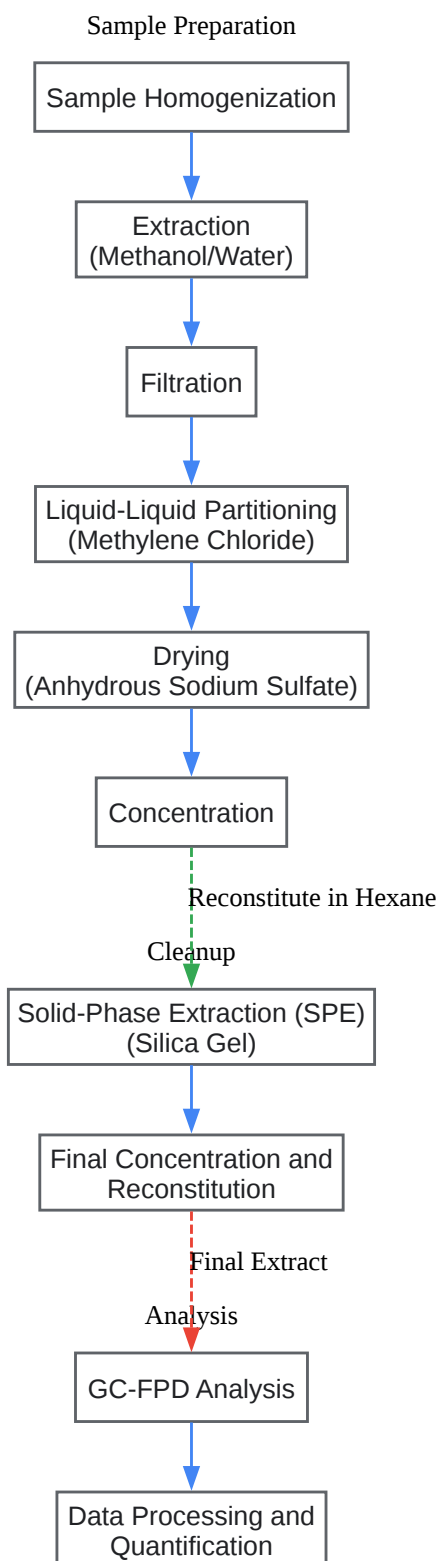 Sample Preparation
Sample Homogenization
Extraction
(Methanol/Water)
Filtration
Liquid-Liquid Partitioning
(Methylene Chloride)
Drying
(Anhydrous Sodium Sulfate)
Concentration
Reconstitute in Hexane
Cleanup
Solid-Phase Extraction (SPE)
(Silica Gel)
Final Concentration and
Reconstitution
Final Extract
Analysis
GC-FPD Analysis
Data Processing and
Quantification